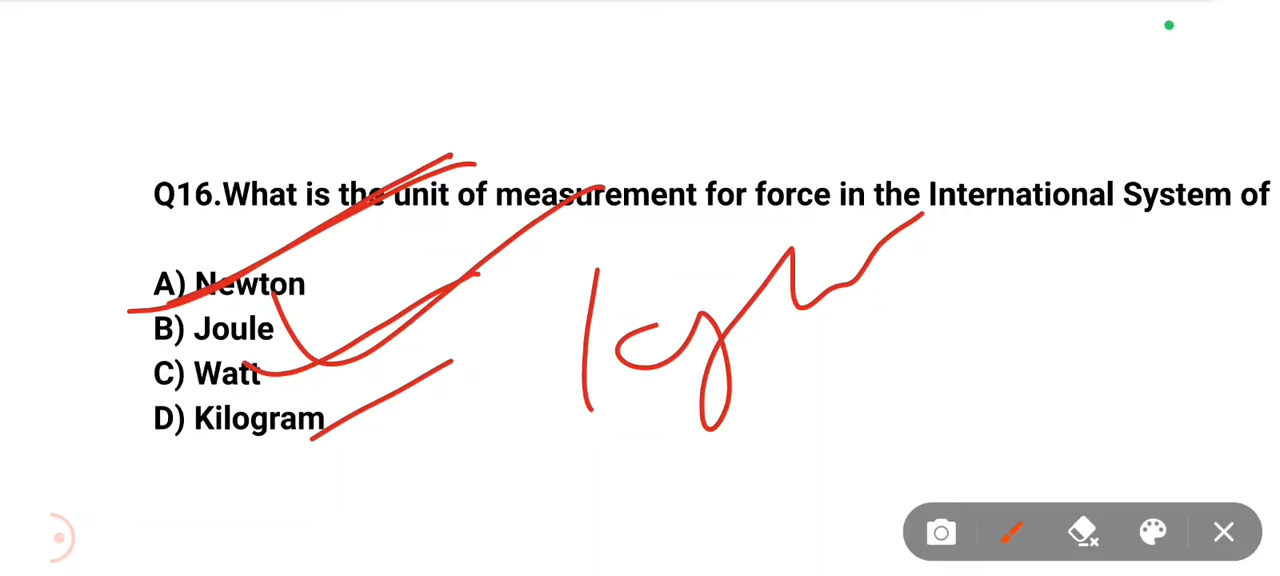 Q16.What is the unit of measurement for force in the International System of
A) Newton
B) Joule
C) Watt
D) Kilogram